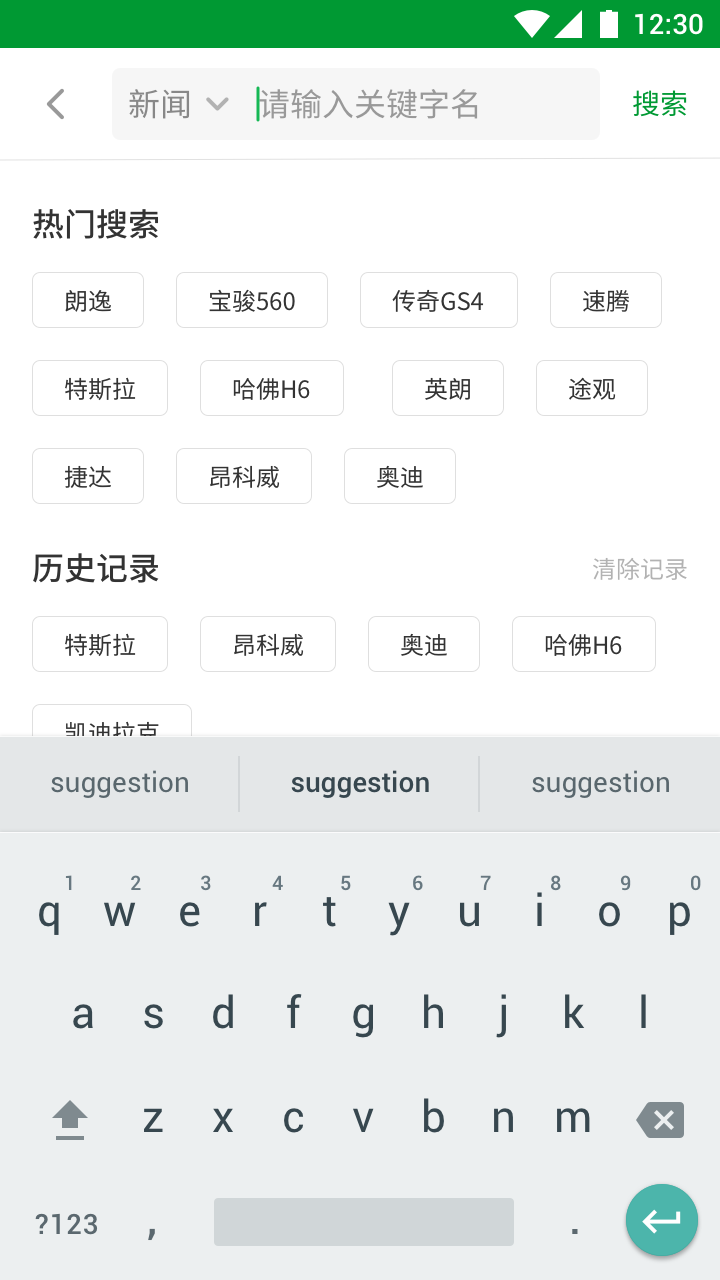 12:30
新闻 请输入关键字名 搜索
热门搜索
朗逸 宝骏560 传奇GS4 速腾
特斯拉 哈佛H6 英朗 途观
捷达 昂科威 奥迪
历史记录 清除记录
特斯拉 昂科威 奥迪 哈佛H6
凯迪拉克
suggestion suggestion suggestion
1 2 3 4 5 6 7 8 9 0
q w e r t y u i o p
a s d f g h j k l
z x c v b n m
?123 , .